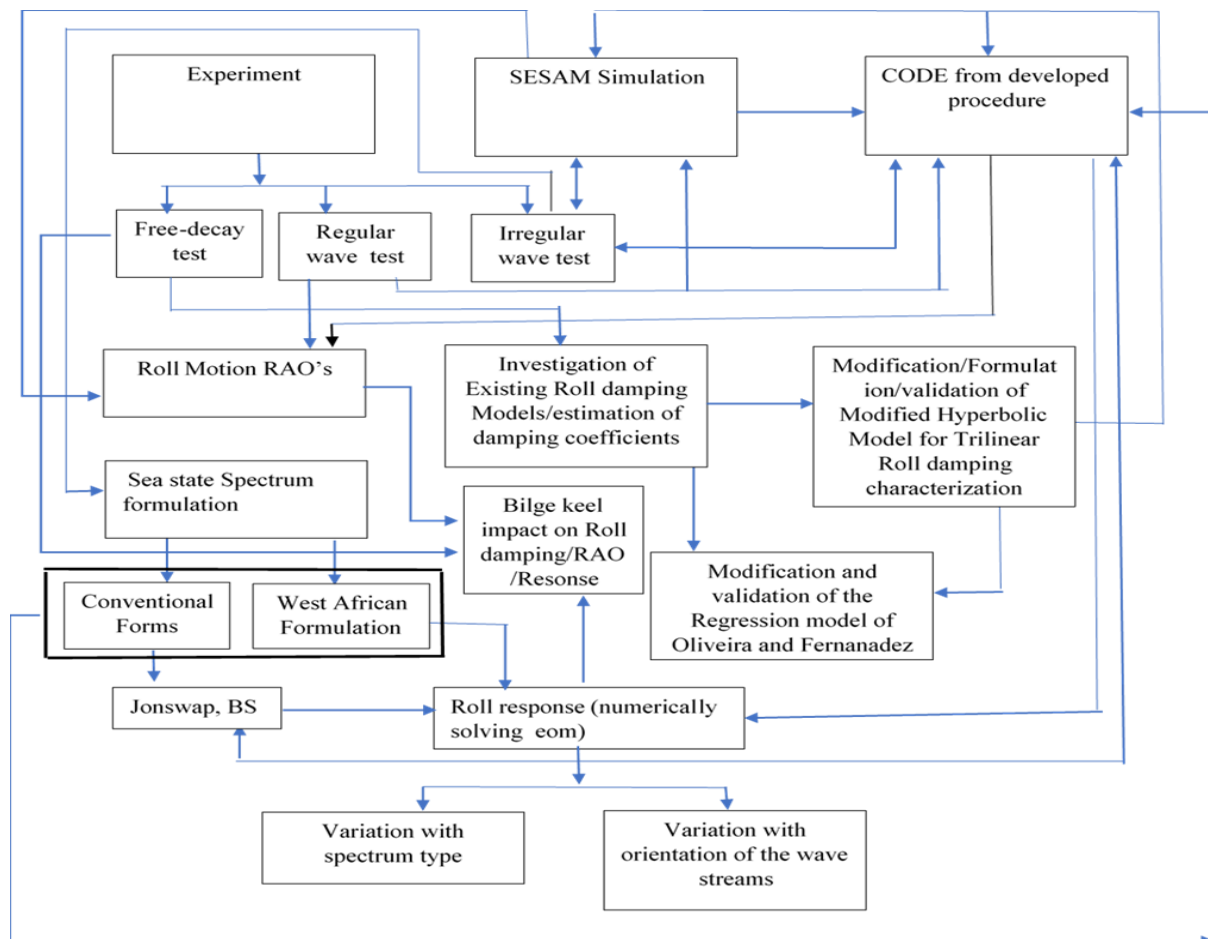 Experiment
SESAM Simulation
CODE from developed
procedure
Free-decay
test
Regular
wave test
Irregular
wave test
Roll Motion RAO’s
Investigation of
Existing Roll damping
Models/estimation of
damping coefficients
Modification/Formulat
ion/validation of
Modified Hyperbolic
Model for Trilinear
Roll damping
characterization
Sea state Spectrum
formulation
Bilge keel
impact on Roll
damping/RAO
/Resonse
Conventional
Forms
West African
Formulation
Modification and
validation of the
Regression model of
Oliveira and Fernanadez
Jonswap, BS
Roll response (numerically
solving eom)
Variation with
spectrum type
Variation with
orientation of the wave
streams